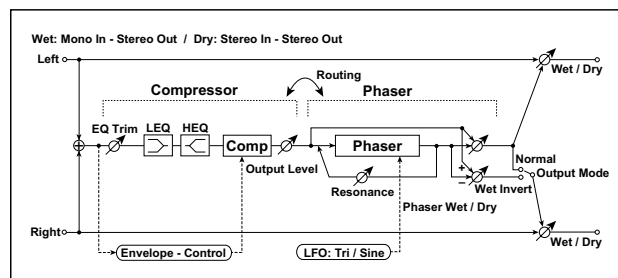 Wet: Mono In - Stereo Out / Dry: Stereo In - Stereo Out
Left
Wet / Dry
Routing
Compressor
Phaser
EQ Trim
LEQ
HEQ
Comp
Output Level
Phaser
Resonance
+
−
Wet Invert
Normal
Output Mode
Phaser Wet / Dry
Right
Wet / Dry
Envelope - Control
LFO: Tri / Sine